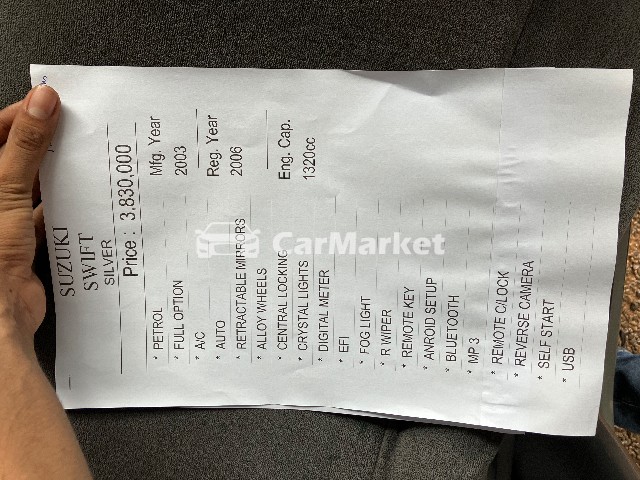 SUZUKI
SWIFT
SILVER
Price : 3,830,000
* PETROL
* FULL OPTION
* A/C
* AUTO
* RETRACTABLE MIRRORS
* ALLOY WHEELS
* CENTRAL LOCKING
* CRYSTAL LIGHTS
* DIGITAL METER
* EFI
* FOG LIGHT
* R WIPER
* REMOTE KEY
* ANROID SETUP
* BLUETOOTH
* MP 3
* REMOTE C/LOCK
* REVERSE CAMERA
* SELF START
* USB
Mfg. Year
2003
Reg. Year
2006
Eng. Cap.
1320cc
CarMarket